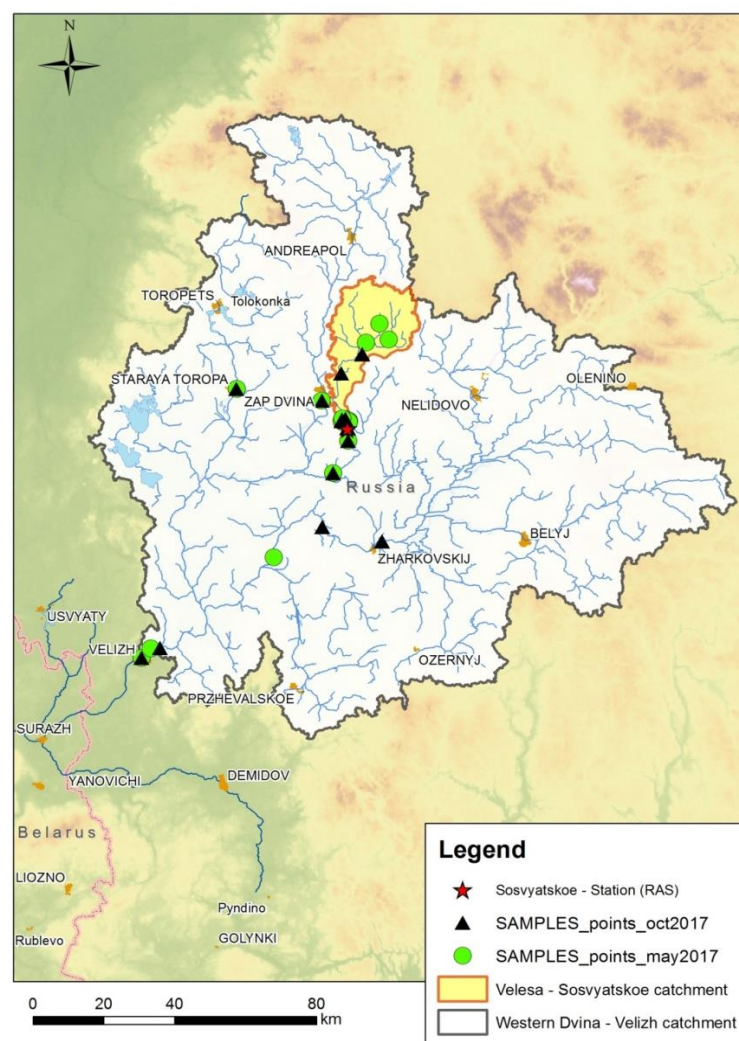 N
ANDREAPOL
TOROPETS
Tolokonka
STARAYA TOROPA
ZAP DVINA
NELIDOVO
OLENINO
Russia
BELYJ
ZHARKOVSKIJ
USVYATY
VELIZH
OZERNYJ
PRZHEVALSKOE
SURAZH
YANOVICHI
DEMIDOV
Belarus
LIOZNO
Pyndino
Rublevo
GOLYNKI
Legend
Sosvyatskoe - Station (RAS)
SAMPLES_points_oct2017
SAMPLES_points_may2017
Velesa - Sosvyatskoe catchment
Western Dvina - Velizh catchment
0 20 40 80
km